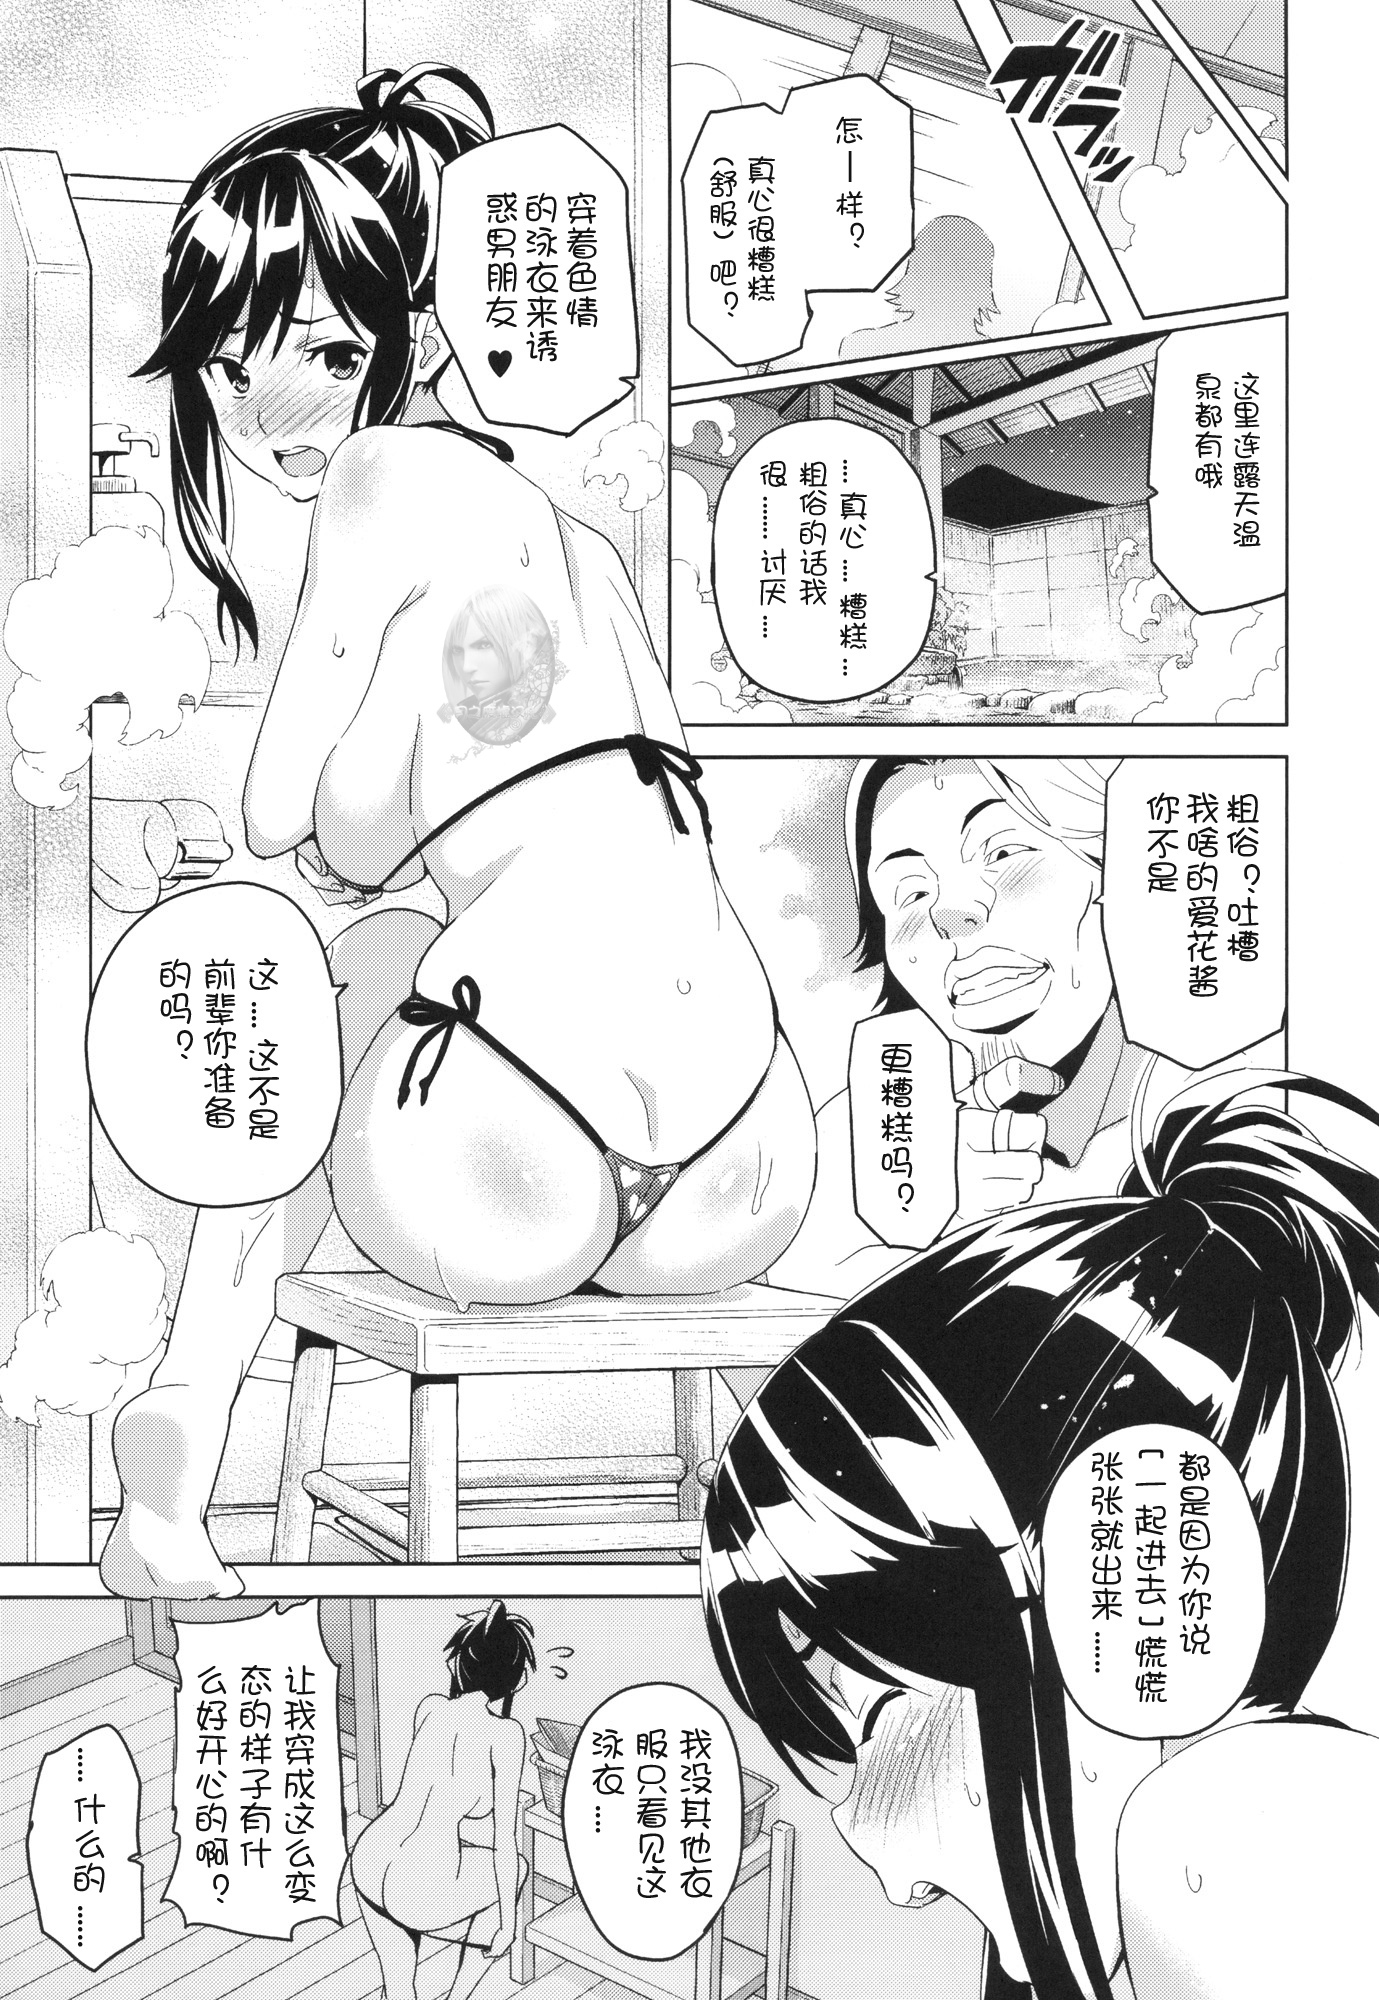 ガラッ
怎—样？
真心很糟糕
（舒服）吧？
这里连露天温
泉都有哦
…真心…糟糕…
粗俗的话我
很……讨厌…
穿着色情
的泳衣来诱
惑男朋友
♥
粗俗？吐槽
我啥的爱花酱
你不是
更糟糕吗？
这…这不是
前辈你准备
的吗？
都是因为你说
[一起进去]慌慌
张张就出来……
我没其他衣
服只看见这
泳衣…
让我穿成这么变
态的样子有什
么好开心的啊？
……什么的……